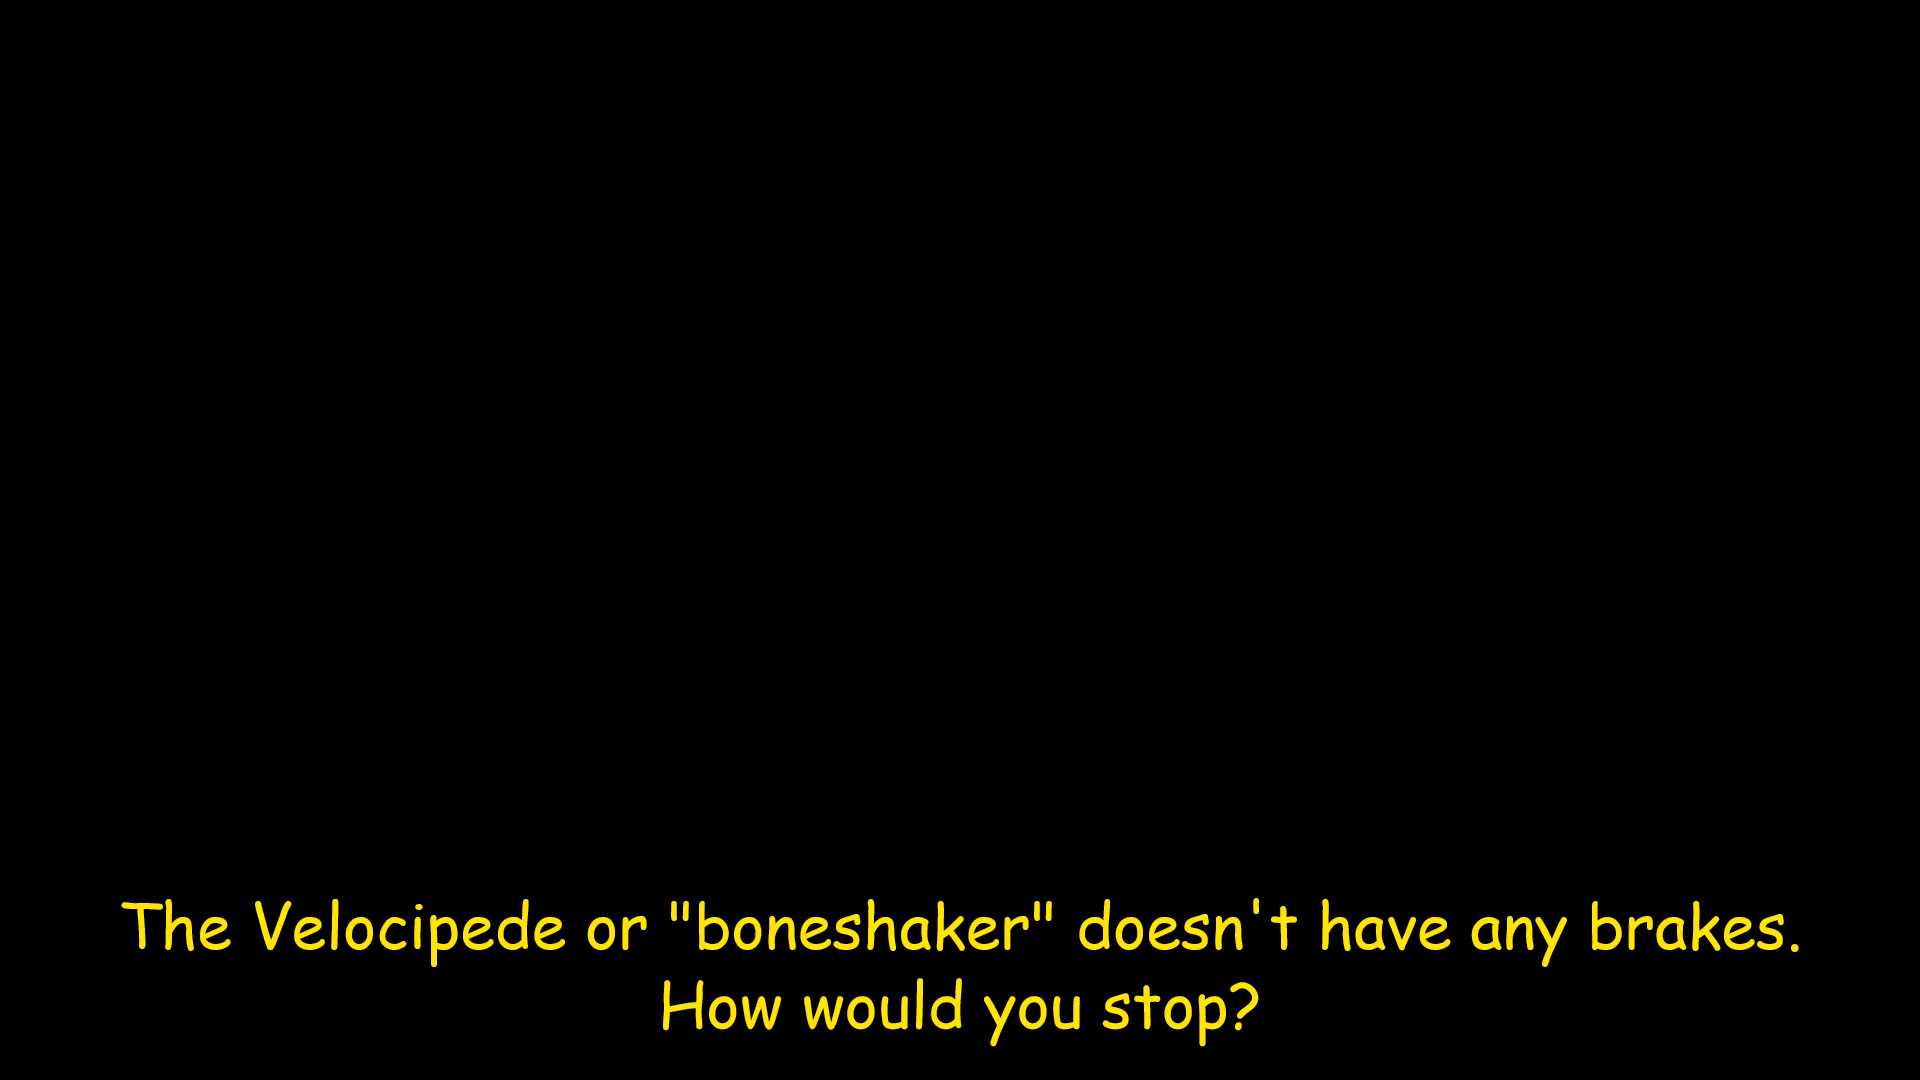 The Velocipede or "boneshaker" doesn't have any brakes.
How would you stop?